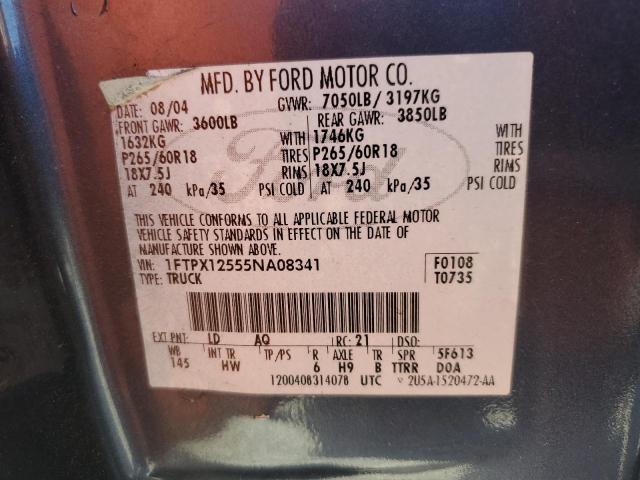 MFD. BY FORD MOTOR CO.
DATE: 08/04 GVWR: 7050LB/ 3197KG
FRONT GAWR: 3600LB REAR GAWR: 3850LB
1632KG WITH 1746KG WITH
P265/60R18 TIRES P265/60R18 TIRES
18X7.5J RIMS 18X7.5J RIMS
AT 240 kPa/35 PSI COLD AT 240 kPa/35 PSI COLD
Ford
THIS VEHICLE CONFORMS TO ALL APPLICABLE FEDERAL MOTOR
VEHICLE SAFETY STANDARDS IN EFFECT ON THE DATE OF
MANUFACTURE SHOWN ABOVE.
VIN: 1FTPX12555NA08341 F0108
TYPE: TRUCK T0735
EXT PNT: LD AQ RC: 21 DSO:
WB INT TR TP/PS R AXLE TR SPR 5F613
145 HW 6 H9 B TTRR DOA
1200408314078 UTC 2U5A-1520472-AA